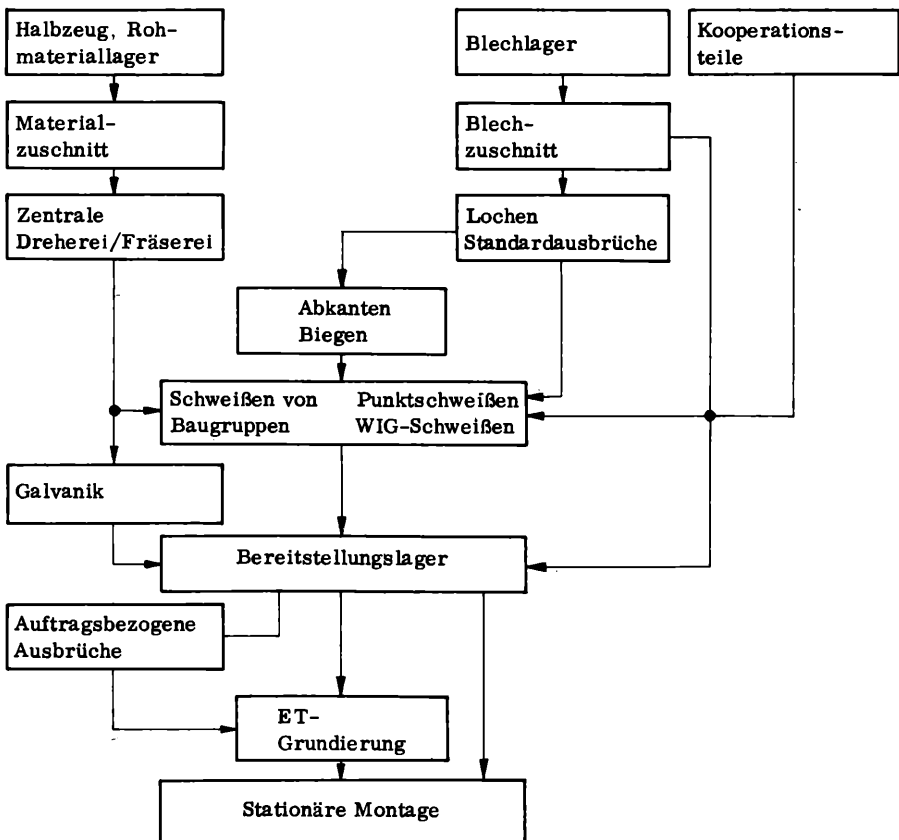 Halbzeug, Roh-
materiallager
Blechlager
Kooperations-
teile
Material-
zuschnitt
Blech-
zuschnitt
Zentrale
Dreherei/Fräserei
Lochen
Standardausbrüche
Abkanten
Biegen
Schweißen von
Baugruppen
Punktschweißen
WIG-Schweißen
Galvanik
Bereitstellungslager
Auftragsbezogene
Ausbrüche
ET-
Grundierung
Stationäre Montage